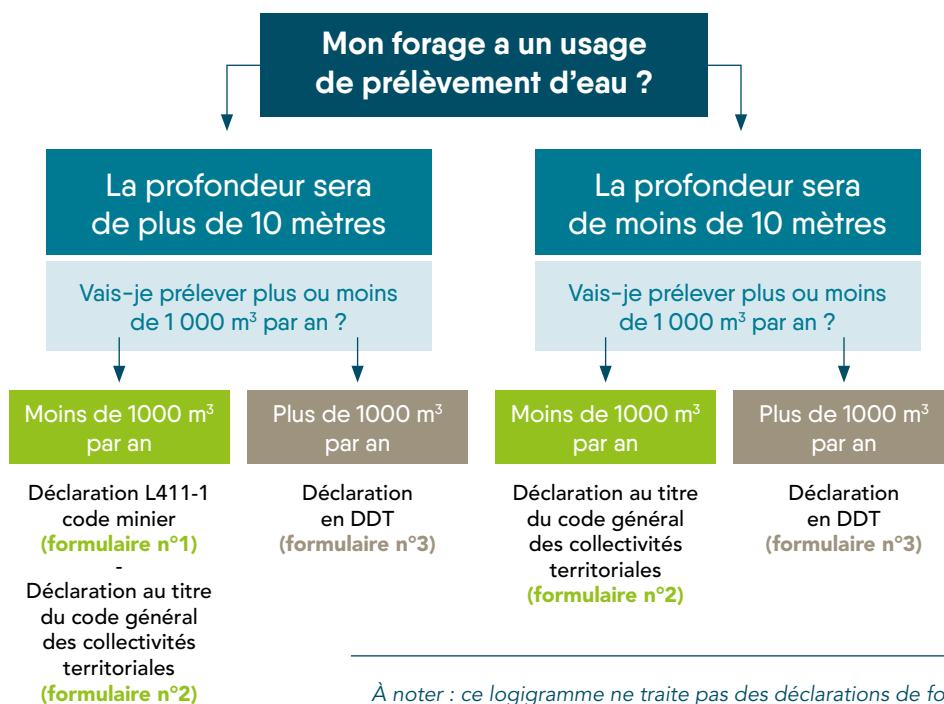 Mon forage a un usage
de prélèvement d'eau ?
La profondeur sera
de plus de 10 mètres
Vais-je prélever plus ou moins
de 1 000 m³ par an ?
Moins de 1000 m³
par an
Déclaration L411-1
code minier
(formulaire n°1)
-
Déclaration au titre
du code général
des collectivités
territoriales
(formulaire n°2)
Plus de 1000 m³
par an
Déclaration
en DDT
(formulaire n°3)
La profondeur sera
de moins de 10 mètres
Vais-je prélever plus ou moins
de 1 000 m³ par an ?
Moins de 1000 m³
par an
Déclaration au titre
du code général
des collectivités
territoriales
(formulaire n°2)
Plus de 1000 m³
par an
Déclaration
en DDT
(formulaire n°3)
À noter : ce logigramme ne traite pas des déclarations de fo